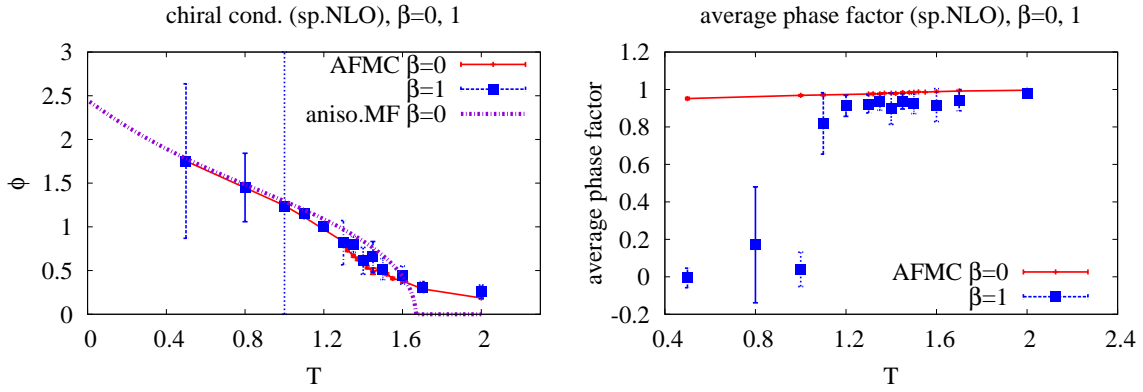 chiral cond. (sp.NLO), β=0, 1
3
2.5
2
1.5
1
0.5
0
ϕ
0
0.4
0.8
1.2
1.6
2
T
AFMC β=0
β=1
aniso.MF β=0
average phase factor (sp.NLO), β=0, 1
1.2
1
0.8
0.6
0.4
0.2
0
-0.2
average phase factor
0.4
0.8
1.2
1.6
2
2.4
T
AFMC β=0
β=1